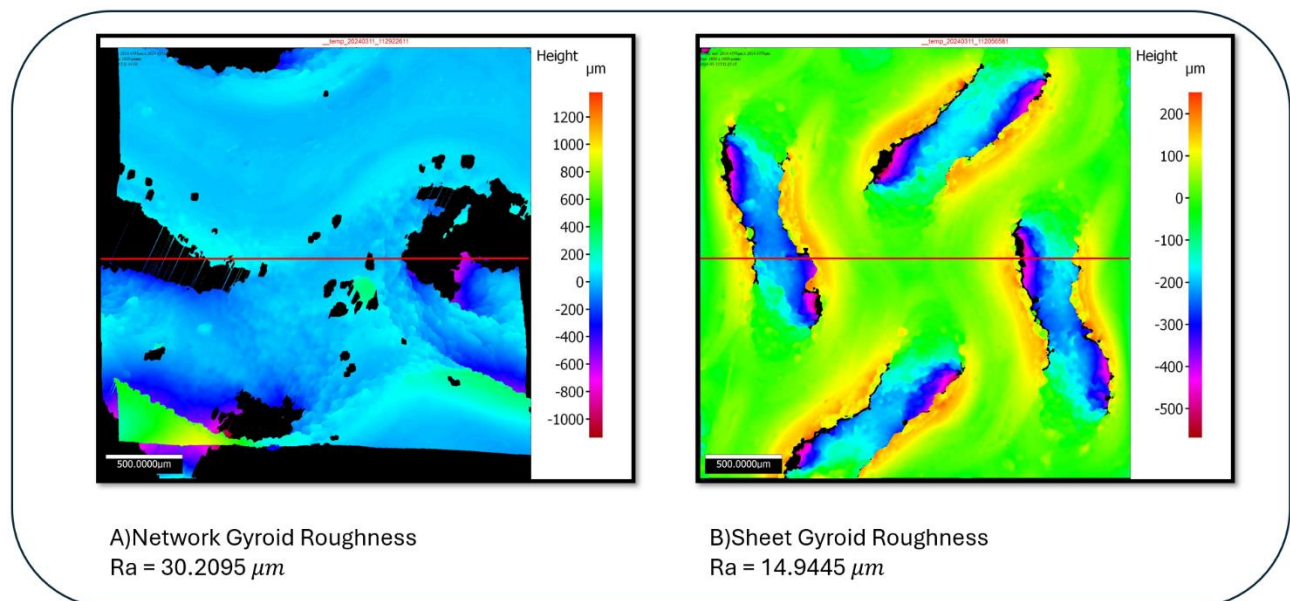 __temp_20240311_112922611
Height
µm
1200
1000
800
600
400
200
0
-200
-400
-600
-800
-1000
500.0000µm
A)Network Gyroid Roughness
Ra = 30.2095 μm
Height
µm
200
100
0
-100
-200
-300
-400
-500
500.0000µm
B)Sheet Gyroid Roughness
Ra = 14.9445 μm